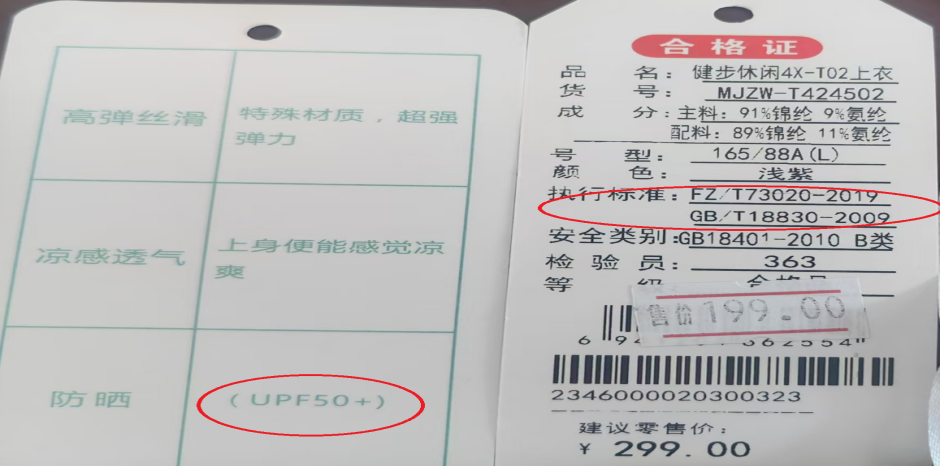 高弹丝滑
特殊材质，超强
弹力
凉感透气
上身便能感觉凉
爽
防晒
(UPF50+)
合格证
品 名：健步休闲4X-T02上衣
货 号：MJZW-T424502
成 分：主料：91%锦纶 9%氨纶
配料：89%锦纶 11%氨纶
号 型：165/88A(L)
颜 色：浅紫
执行标准：FZ/T73020-2019
GB/T18830-2009
安全类别：GB18401-2010 B类
检 验 员：363
等 级
售价199.00
2346000020300323
建议零售价：
¥ 299.00